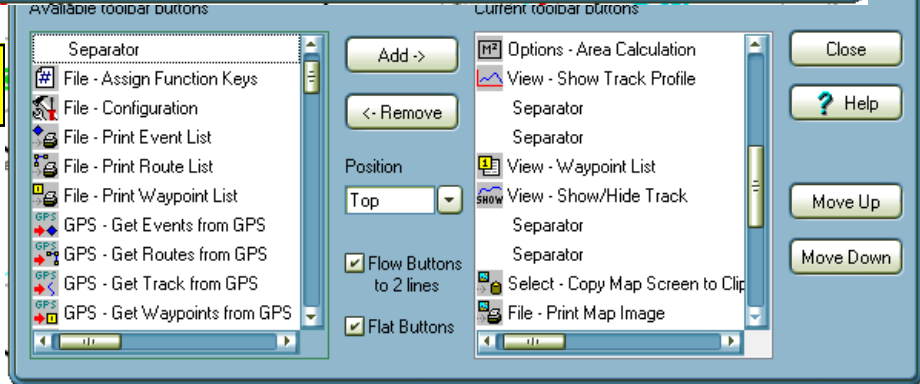 Available toolbar buttons
Separator
File - Assign Function Keys
File - Configuration
File - Print Event List
File - Print Route List
File - Print Waypoint List
GPS - Get Events from GPS
GPS - Get Routes from GPS
GPS - Get Track from GPS
GPS - Get Waypoints from GPS
Add ->
<- Remove
Position
Top
Flow Buttons
to 2 lines
Flat Buttons
Current toolbar buttons
M² Options - Area Calculation
View - Show Track Profile
Separator
Separator
View - Waypoint List
SHOW View - Show/Hide Track
Separator
Separator
Select - Copy Map Screen to Clip
File - Print Map Image
Close
? Help
Move Up
Move Down